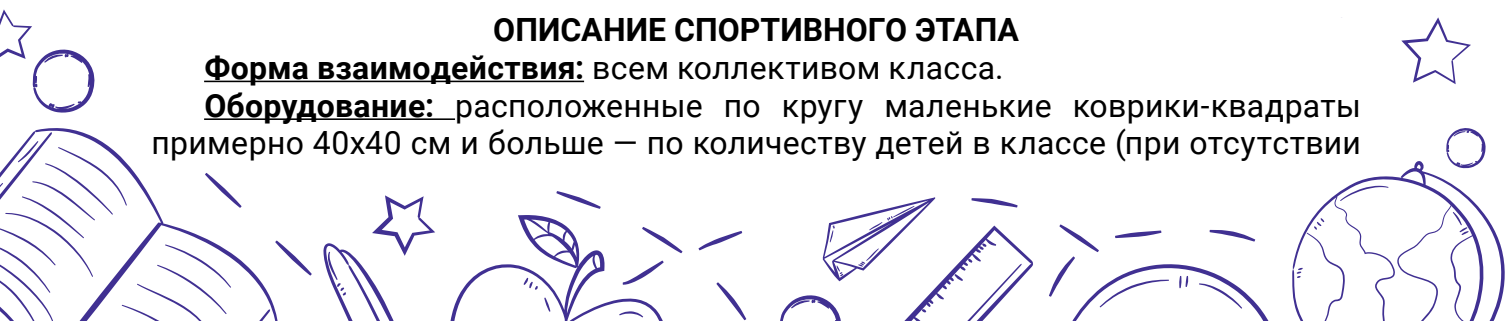 ОПИСАНИЕ СПОРТИВНОГО ЭТАПА
Форма взаимодействия: всем коллективом класса.
Оборудование: расположенные по кругу маленькие коврики-квадраты
примерно 40х40 см и больше — по количеству детей в классе (при отсутствии